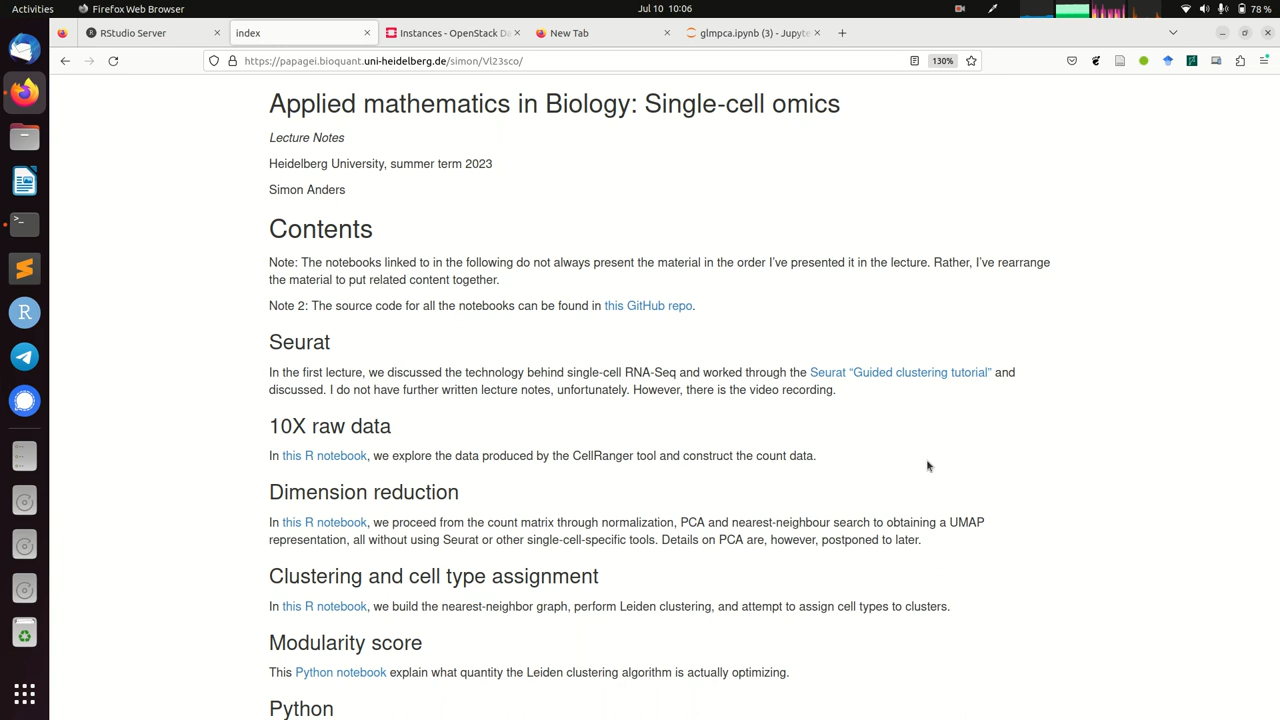 Activities
Firefox Web Browser
Jul 10 10:06
78 %
RStudio Server
index
Instances - OpenStack Da
New Tab
glmpca.ipynb (3) - Jupyte
https://papagei.bioquant.uni-heidelberg.de/simon/Vl23sco/
130%
Applied mathematics in Biology: Single-cell omics
Lecture Notes
Heidelberg University, summer term 2023
Simon Anders
Contents
Note: The notebooks linked to in the following do not always present the material in the order I've presented it in the lecture. Rather, I've rearrange
the material to put related content together.
Note 2: The source code for all the notebooks can be found in this GitHub repo.
Seurat
In the first lecture, we discussed the technology behind single-cell RNA-Seq and worked through the Seurat “Guided clustering tutorial” and
discussed. I do not have further written lecture notes, unfortunately. However, there is the video recording.
10X raw data
In this R notebook, we explore the data produced by the CellRanger tool and construct the count data.
Dimension reduction
In this R notebook, we proceed from the count matrix through normalization, PCA and nearest-neighbour search to obtaining a UMAP
representation, all without using Seurat or other single-cell-specific tools. Details on PCA are, however, postponed to later.
Clustering and cell type assignment
In this R notebook, we build the nearest-neighbor graph, perform Leiden clustering, and attempt to assign cell types to clusters.
Modularity score
This Python notebook explain what quantity the Leiden clustering algorithm is actually optimizing.
Python